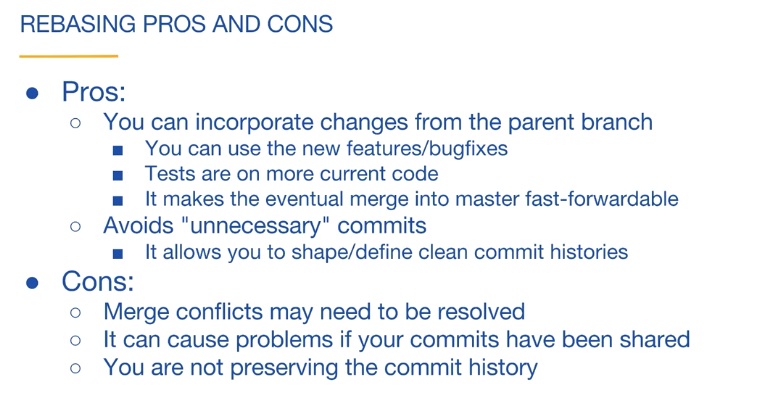 REBASING PROS AND CONS
● Pros:
○ You can incorporate changes from the parent branch
■ You can use the new features/bugfixes
■ Tests are on more current code
■ It makes the eventual merge into master fast-forwardable
○ Avoids "unnecessary" commits
■ It allows you to shape/define clean commit histories
● Cons:
○ Merge conflicts may need to be resolved
○ It can cause problems if your commits have been shared
○ You are not preserving the commit history